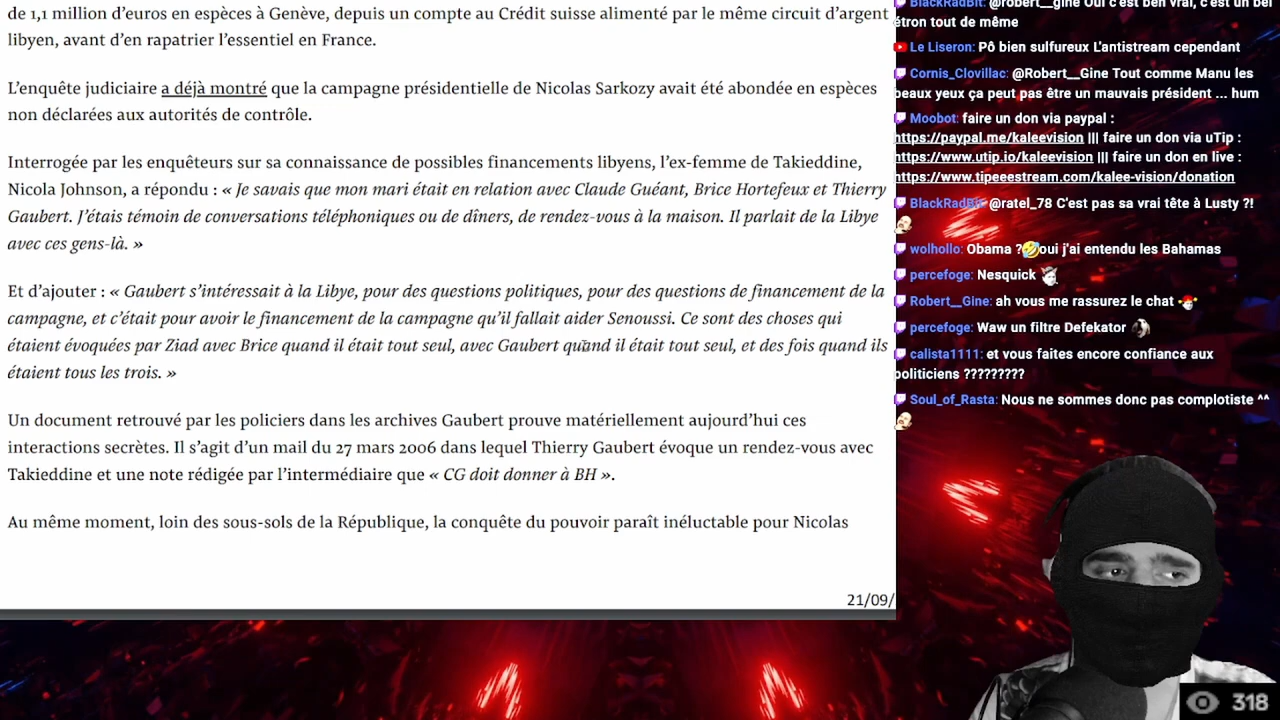 de 1,1 million d’euros en espèces à Genève, depuis un compte au Crédit suisse alimenté par le même circuit d’argent
libyen, avant d’en rapatrier l’essentiel en France.
L’enquête judiciaire a déjà montré que la campagne présidentielle de Nicolas Sarkozy avait été abondée en espèces
non déclarées aux autorités de contrôle.
Interrogée par les enquêteurs sur sa connaissance de possibles financements libyens, l’ex-femme de Takieddine,
Nicola Johnson, a répondu : « Je savais que mon mari était en relation avec Claude Guéant, Brice Hortefeux et Thierry
Gaubert. J’étais témoin de conversations téléphoniques ou de dîners, de rendez-vous à la maison. Il parlait de la Libye
avec ces gens-là. »
Et d’ajouter : « Gaubert s’intéressait à la Libye, pour des questions politiques, pour des questions de financement de la
campagne, et c’était pour avoir le financement de la campagne qu’il fallait aider Senoussi. Ce sont des choses qui
étaient évoquées par Ziad avec Brice quand il était tout seul, avec Gaubert quand il était tout seul, et des fois quand ils
étaient tous les trois. »
Un document retrouvé par les policiers dans les archives Gaubert prouve matériellement aujourd’hui ces
interactions secrètes. Il s’agit d’un mail du 27 mars 2006 dans lequel Thierry Gaubert évoque un rendez-vous avec
Takieddine et une note rédigée par l’intermédiaire que « CG doit donner à BH ».
Au même moment, loin des sous-sols de la République, la conquête du pouvoir paraît inéluctable pour Nicolas
21/09/
BlackRadBit: @robert__gine Oui c'est ben vrai, c'est un bel
étron tout de même
Le Liseron: Pô bien sulfureux L'antistream cependant
Cornis_Clovillac: @Robert__Gine Tout comme Manu les
beaux yeux ça peut pas être un mauvais président ... hum
Moobot: faire un don via paypal :
https://paypal.me/kaleevision ||| faire un don via uTip :
https://www.utip.io/kaleevision ||| faire un don en live :
https://www.tipeeestream.com/kalee-vision/donation
BlackRadBit: @ratel_78 C'est pas sa vrai tête à Lusty ?!
wolhollo: Obama ?🤣oui j'ai entendu les Bahamas
percefoge: Nesquick
Robert__Gine: ah vous me rassurez le chat
percefoge: Waw un filtre Defekator
calista1111: et vous faites encore confiance aux
politiciens ?????????
Soul_of_Rasta: Nous ne sommes donc pas complotiste ^^
318